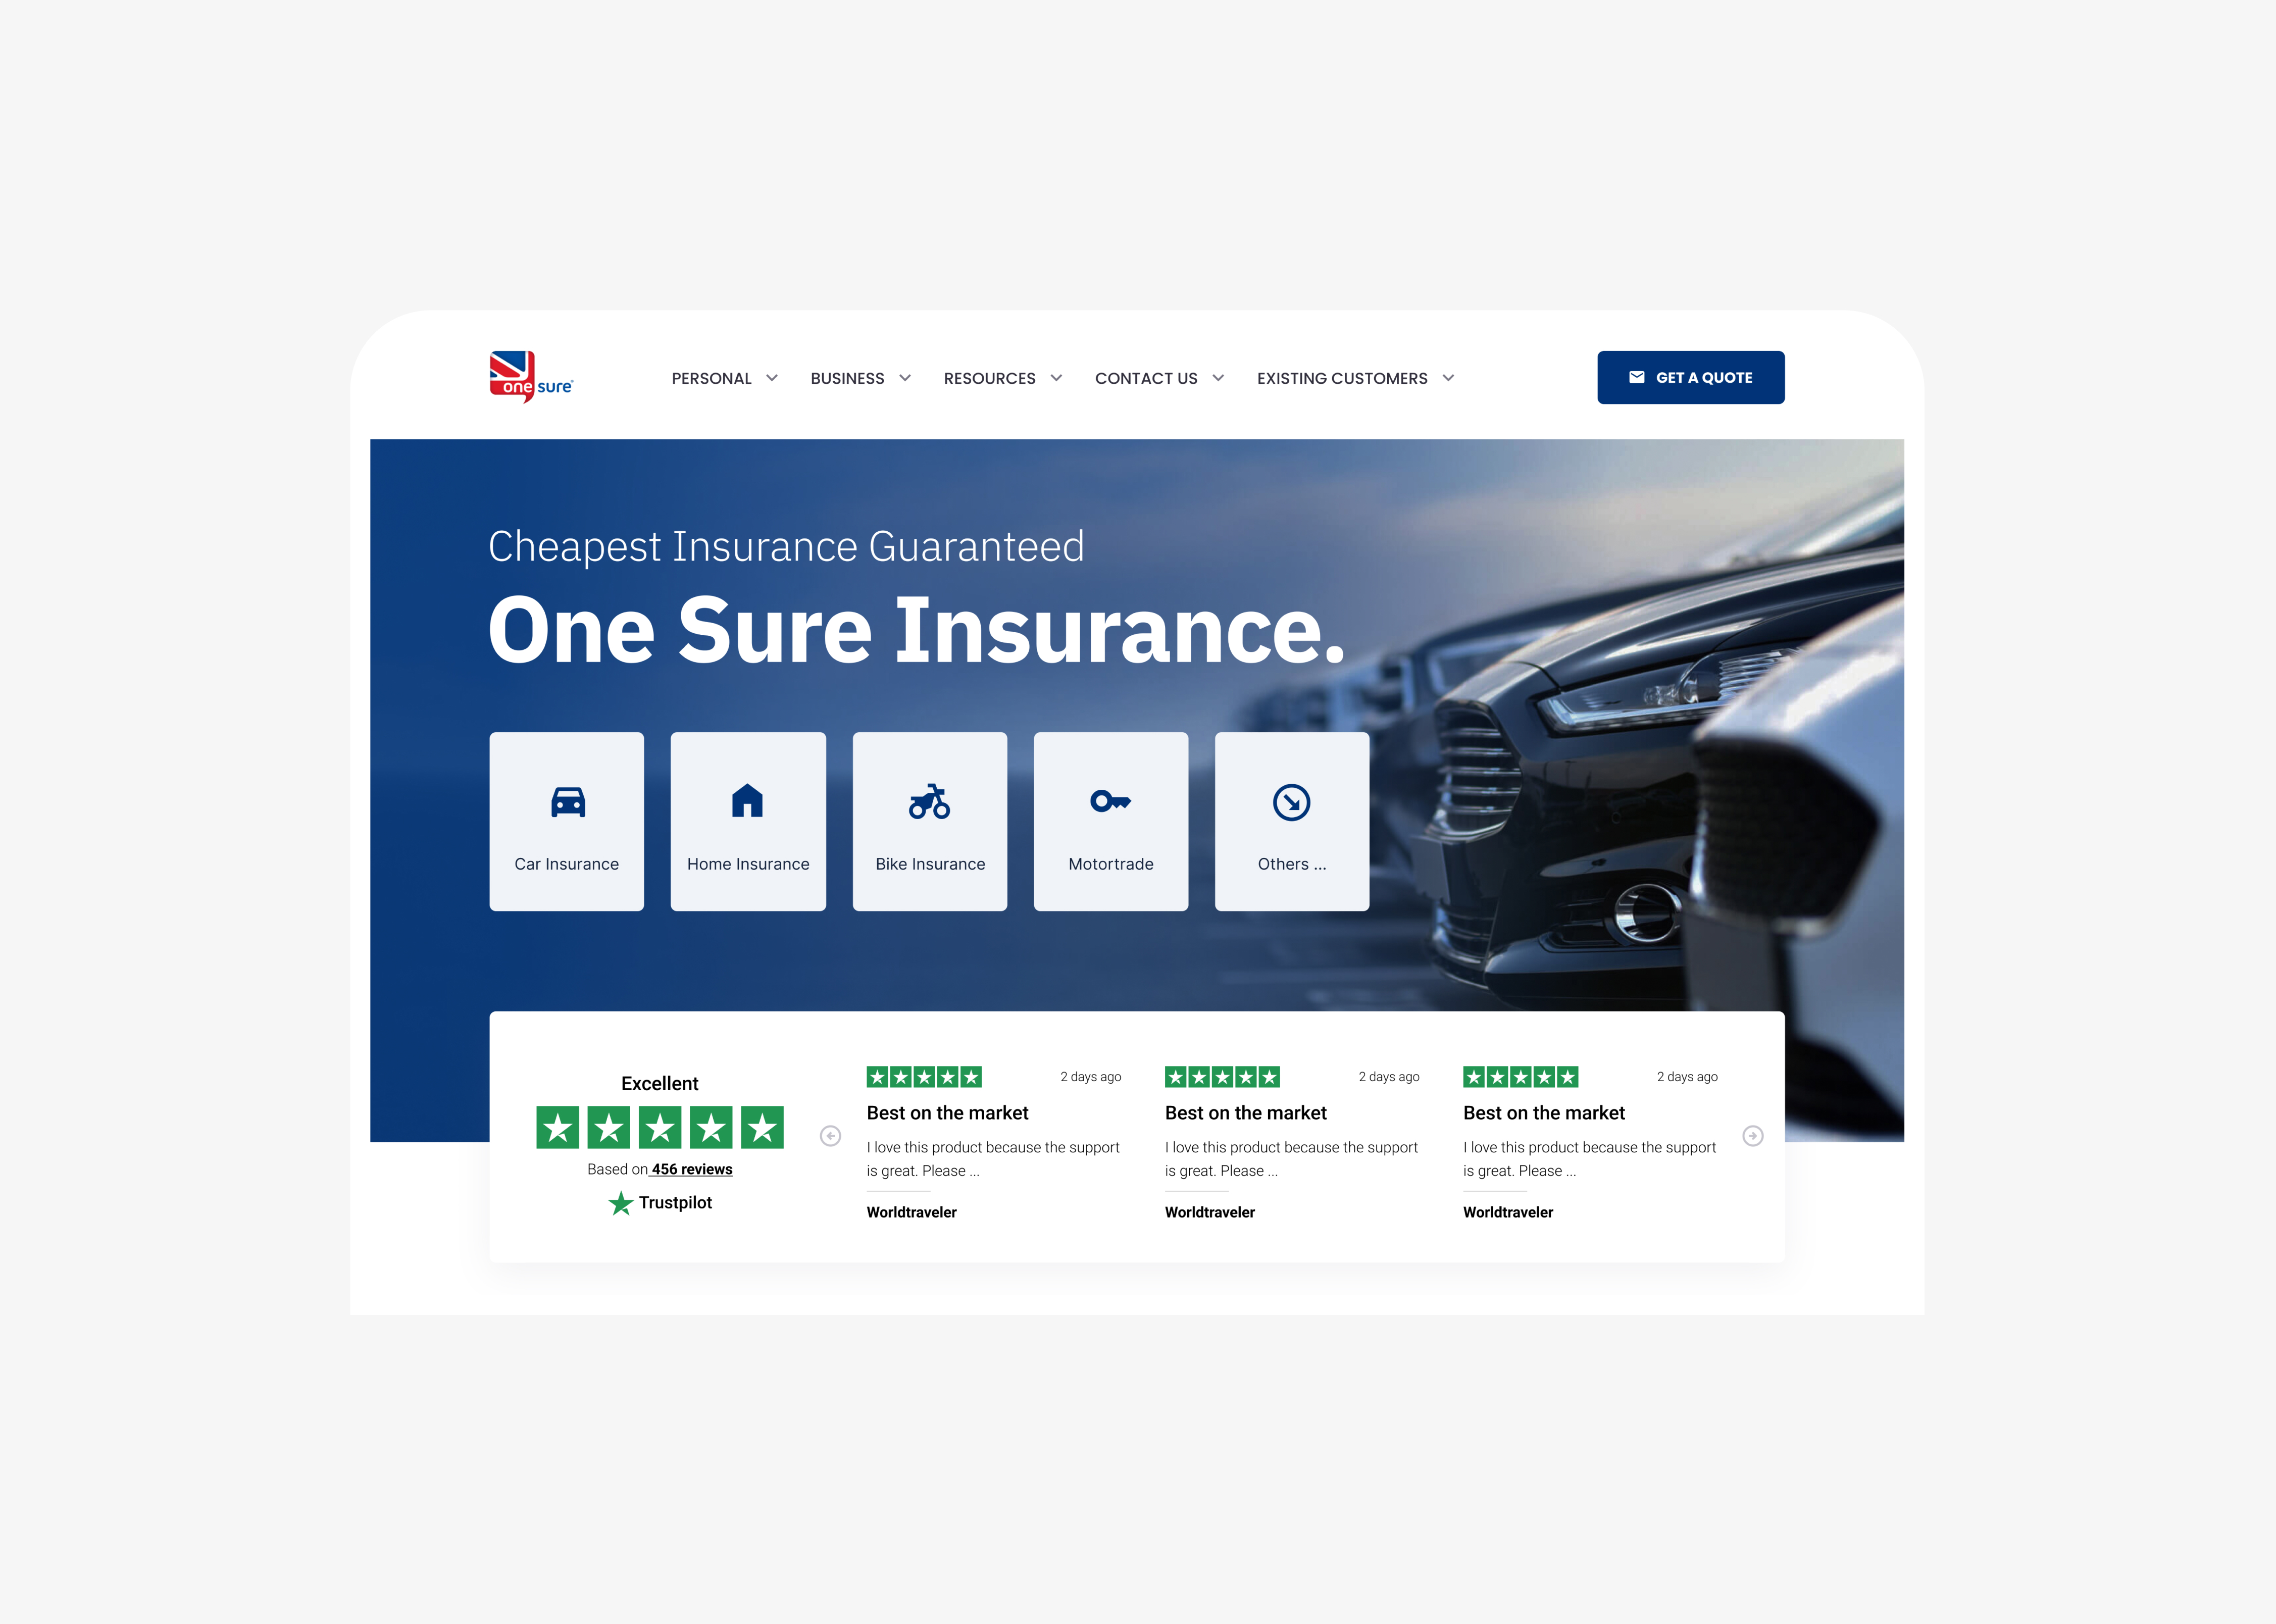 one sure
PERSONAL
BUSINESS
RESOURCES
CONTACT US
EXISTING CUSTOMERS
GET A QUOTE
Cheapest Insurance Guaranteed
One Sure Insurance.
Car Insurance
Home Insurance
Bike Insurance
Motortrade
Others ...
Excellent
Based on 456 reviews
Trustpilot
2 days ago
Best on the market
I love this product because the support
is great. Please ...
Worldtraveler
2 days ago
Best on the market
I love this product because the support
is great. Please ...
Worldtraveler
2 days ago
Best on the market
I love this product because the support
is great. Please ...
Worldtraveler